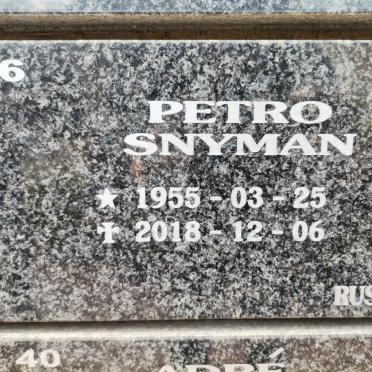 6
PETRO
SNYMAN
★ 1955 - 03 - 25
✝ 2018 - 12 - 06
RUS
40